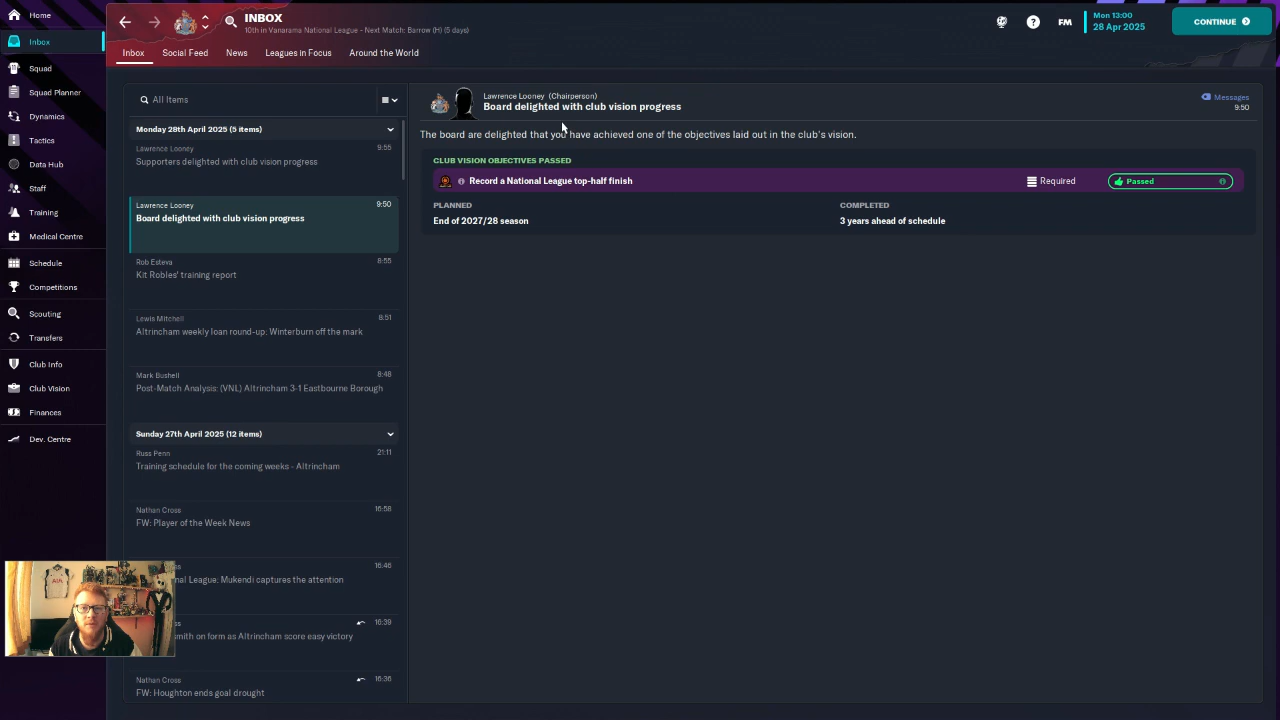 Home
Inbox
Squad
Squad Planner
Dynamics
Tactics
Data Hub
Staff
Training
Medical Centre
Schedule
Competitions
Scouting
Transfers
Club Info
Club Vision
Finances
Dev. Centre
INBOX
10th in Vanarama National League - Next Match: Barrow (H) (5 days)
FM
Mon 13:00
28 Apr 2025
CONTINUE
Inbox
Social Feed
News
Leagues in Focus
Around the World
All Items
Monday 28th April 2025 (5 items)
Lawrence Looney 9:55
Supporters delighted with club vision progress
Lawrence Looney 9:50
Board delighted with club vision progress
Rob Esteva 8:55
Kit Robles' training report
Lewis Mitchell 8:51
Altrincham weekly loan round-up: Winterburn off the mark
Mark Bushell 8:48
Post-Match Analysis: (VNL) Altrincham 3-1 Eastbourne Borough
Sunday 27th April 2025 (12 items)
Russ Penn 21:11
Training schedule for the coming weeks - Altrincham
Nathan Cross 16:58
FW: Player of the Week News
16:46
nal League: Mukendi captures the attention
16:39
smith on form as Altrincham score easy victory
Nathan Cross 16:36
FW: Houghton ends goal drought
Lawrence Looney (Chairperson)
Board delighted with club vision progress
Messages
9:50
The board are delighted that you have achieved one of the objectives laid out in the club's vision.
CLUB VISION OBJECTIVES PASSED
Record a National League top-half finish
Required
Passed
PLANNED
End of 2027/28 season
COMPLETED
3 years ahead of schedule